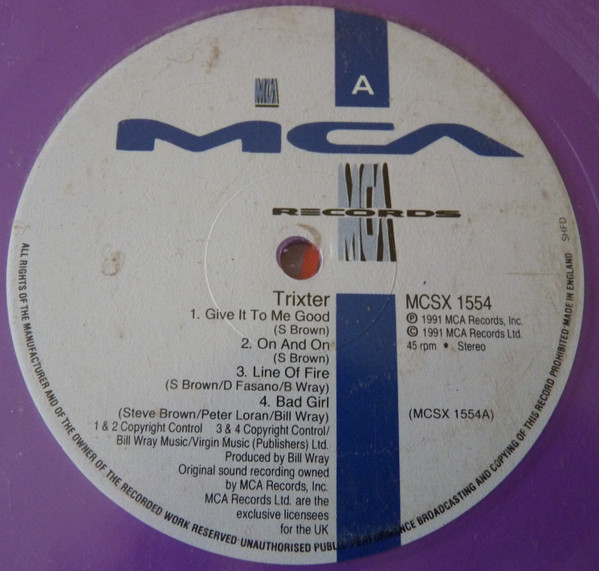 A
MCA
MCA
MCA
RECORDS
Trixter
1. Give It To Me Good
(S Brown)
2. On And On
(S Brown)
3. Line Of Fire
(S Brown/D Fasano/B Wray)
4. Bad Girl
(Steve Brown/Peter Loran/Bill Wray)
1 & 2 Copyright Control 3 & 4 Copyright Control/
Bill Wray Music/Virgin Music (Publishers) Ltd.
Produced by Bill Wray
Original sound recording owned
by MCA Records, Inc.
MCA Records Ltd. are the
exclusive licensees
for the UK
MCSX 1554
℗ 1991 MCA Records, Inc.
© 1991 MCA Records Ltd.
45 rpm • Stereo
(MCSX 1554A)
ALL RIGHTS OF THE MANUFACTURER AND OF THE OWNER OF THE RECORDED WORK RESERVED·UNAUTHORISED PUBLIC PERFORMANCE BROADCASTING AND COPYING OF THIS RECORD PROHIBITED·MADE IN ENGLAND
SHFD